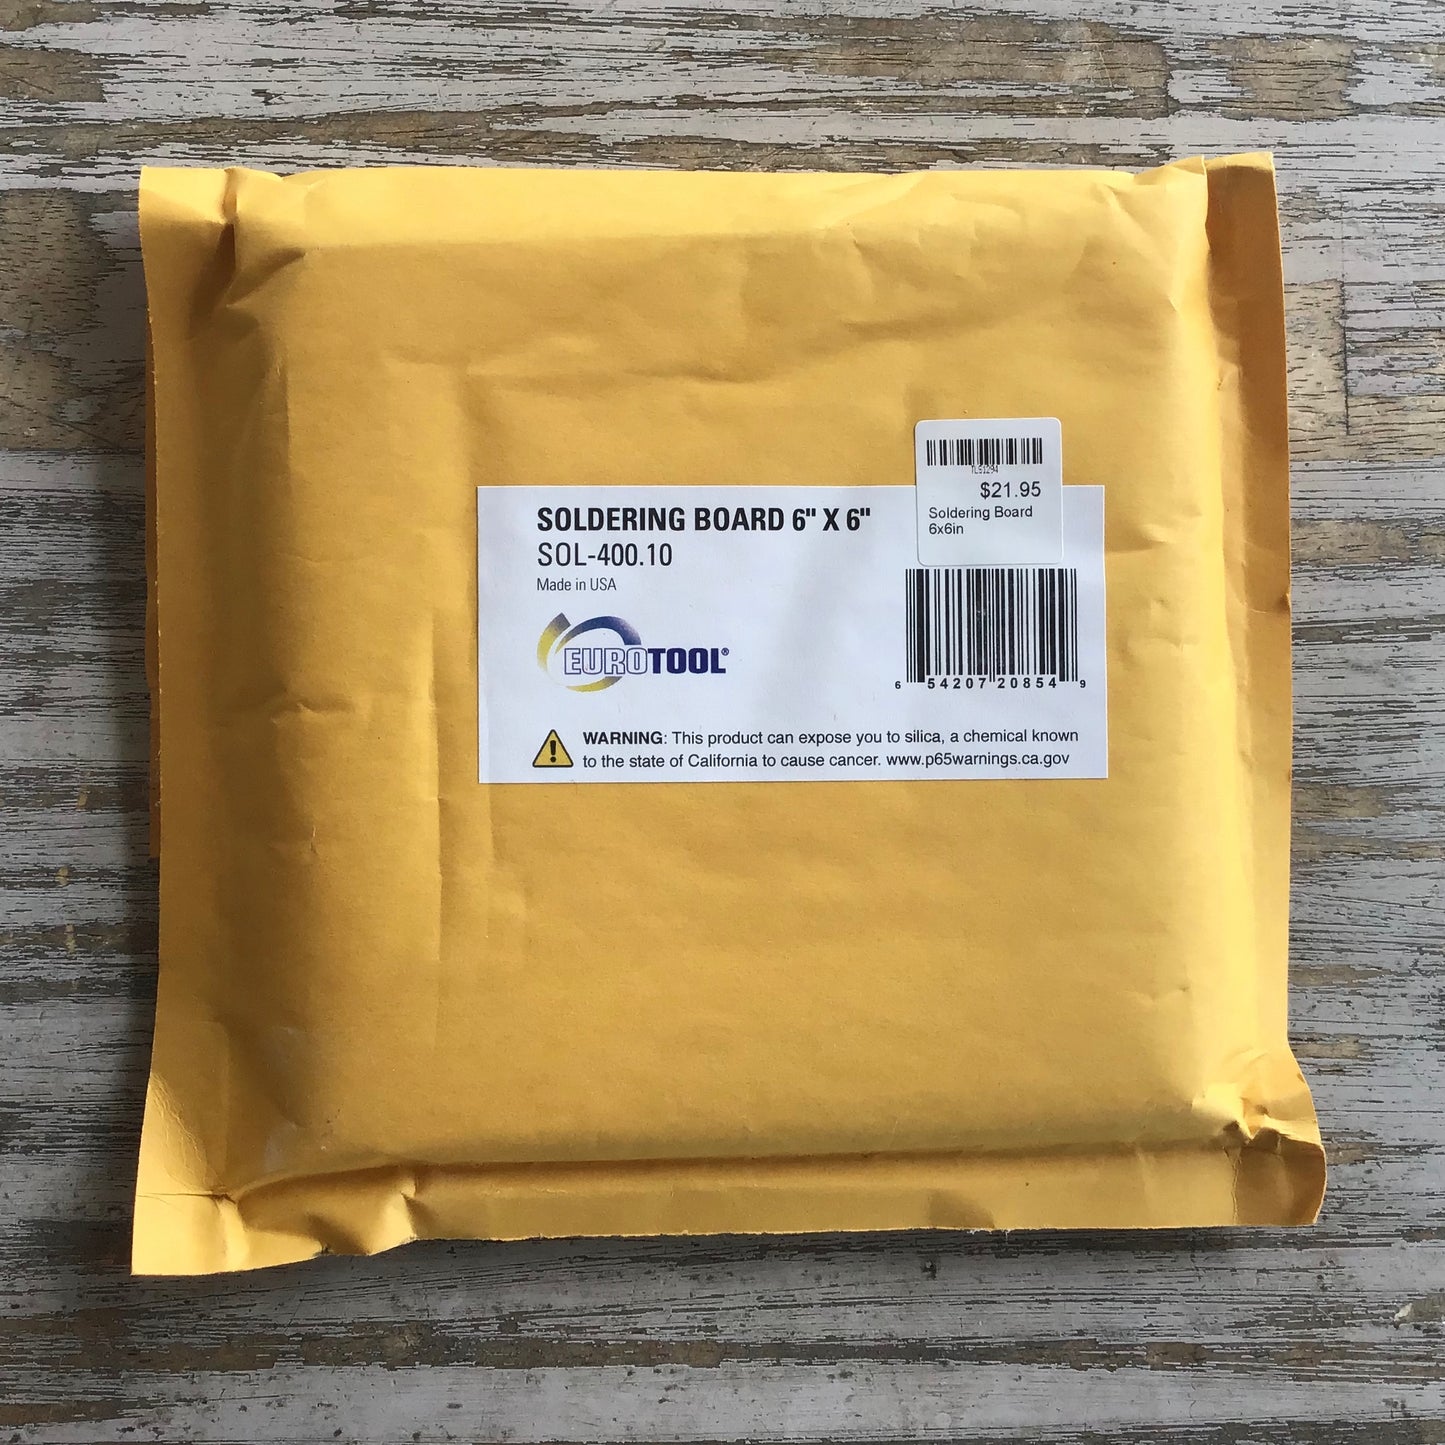 TLS1294
$21.95
Soldering Board
6x6in
SOLDERING BOARD 6" X 6"
SOL-400.10
Made in USA
EUROTOOL®
6 54207 20854 9
WARNING: This product can expose you to silica, a chemical known
to the state of California to cause cancer. www.p65warnings.ca.gov